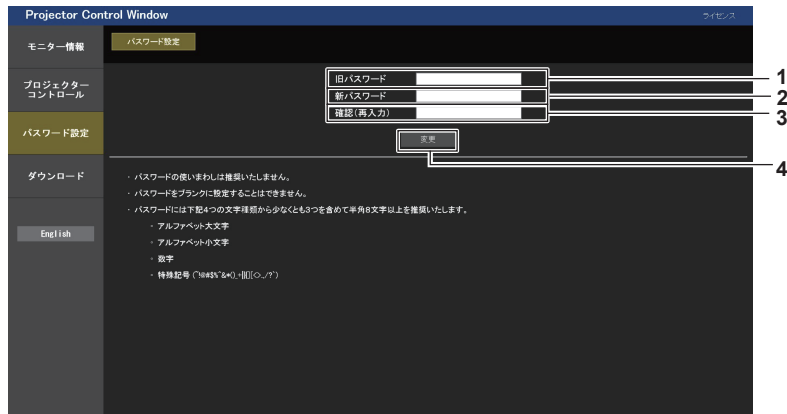 Projector Control Window
ライセンス
モニター情報
パスワード設定
プロジェクター
コントロール
パスワード設定
ダウンロード
English
旧パスワード
1
新パスワード
2
確認(再入力)
3
変更
4
・ パスワードの使いまわしは推奨いたしません。
・ パスワードをブランクに設定することはできません。
・ パスワードには下記4つの文字種類から少なくとも3つを含めて半角8文字以上を推奨いたします。
・ アルファベット大文字
・ アルファベット小文字
・ 数字
・ 特殊記号